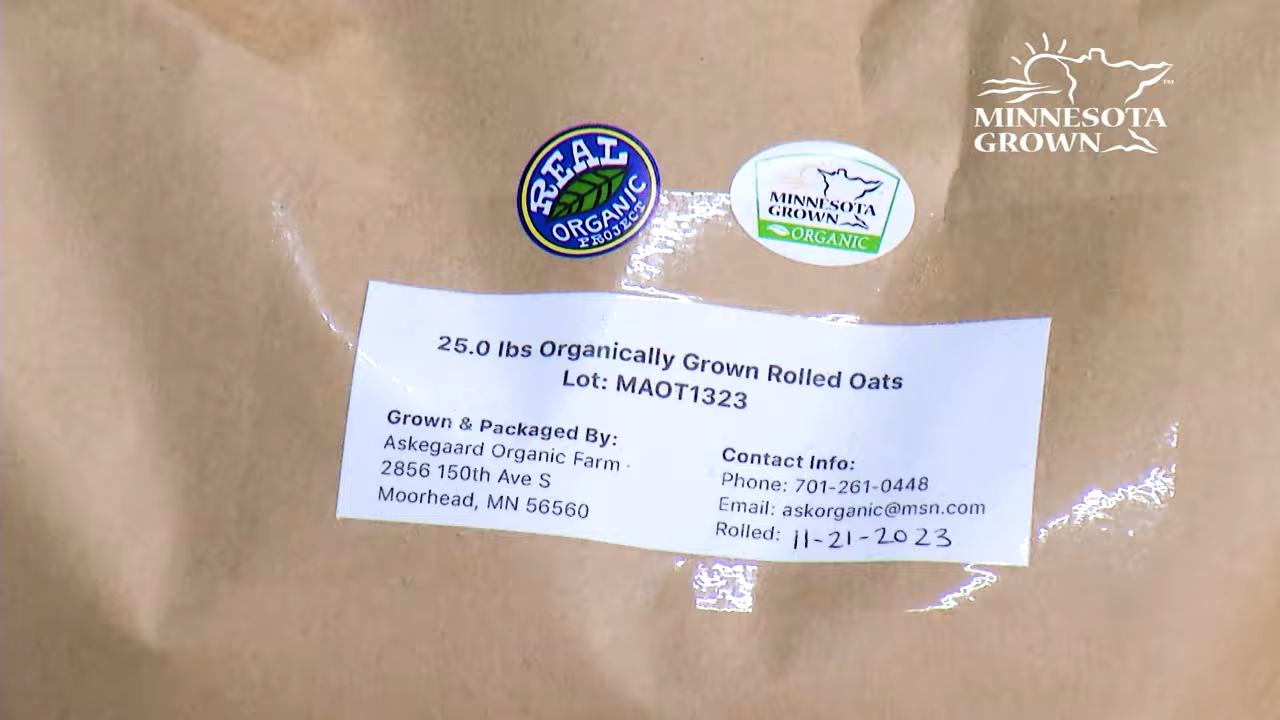 MINNESOTA
GROWN
REAL
ORGANIC
PROJECT
MINNESOTA
GROWN
ORGANIC
25.0 lbs Organically Grown Rolled Oats
Lot: MAOT1323
Grown & Packaged By:
Askegaard Organic Farm
2856 150th Ave S
Moorhead, MN 56560
Contact Info:
Phone: 701-261-0448
Email: askorganic@msn.com
Rolled: 11-21-2023